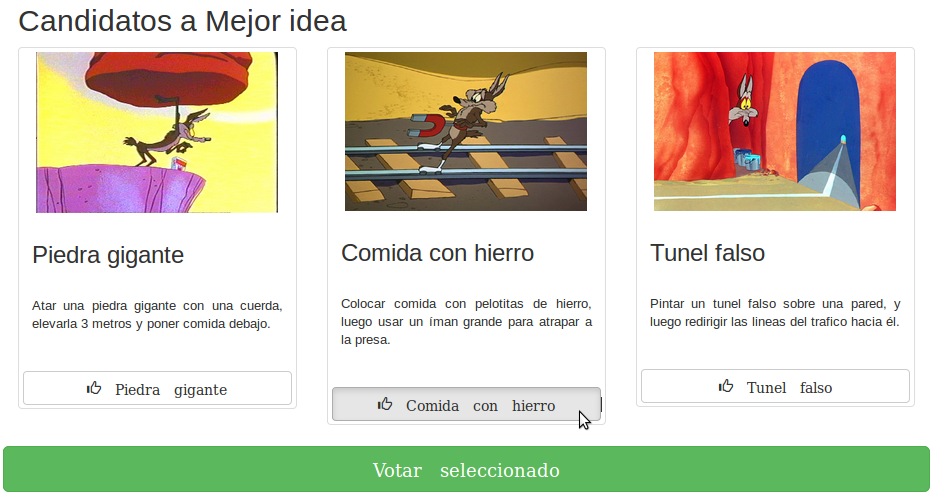 Candidatos a Mejor idea
Piedra gigante
Atar una piedra gigante con una cuerda,
elevarla 3 metros y poner comida debajo.
Piedra gigante
Comida con hierro
Colocar comida con pelotitas de hierro,
luego usar un íman grande para atrapar a
la presa.
Comida con hierro
Tunel falso
Pintar un tunel falso sobre una pared, y
luego redirigir las lineas del trafico hacia él.
Tunel falso
Votar seleccionado